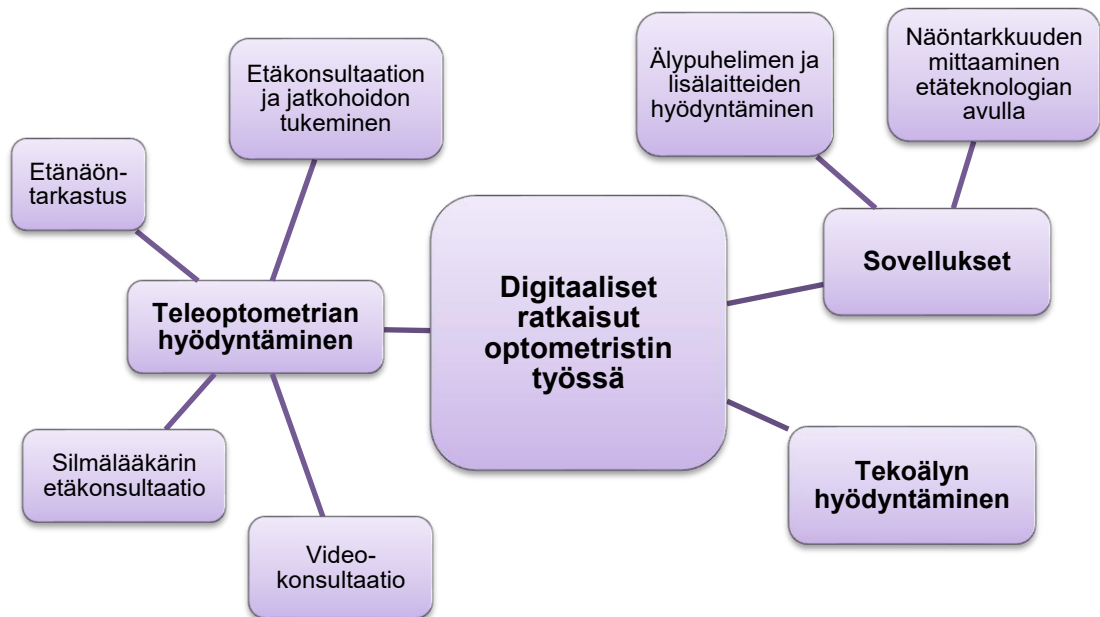 Etäkonsultaation
ja jatkohoidon
tukeminen
Älypuhelimen ja
lisälaitteiden
hyödyntäminen
Näöntarkkuuden
mittaaminen
etäteknologian
avulla
Etänäön-
tarkastus
Sovellukset
Teleoptometrian
hyödyntäminen
Digitaaliset
ratkaisut
optometristin
työssä
Silmälääkärin
etäkonsultaatio
Tekoälyn
hyödyntäminen
Video-
konsultaatio